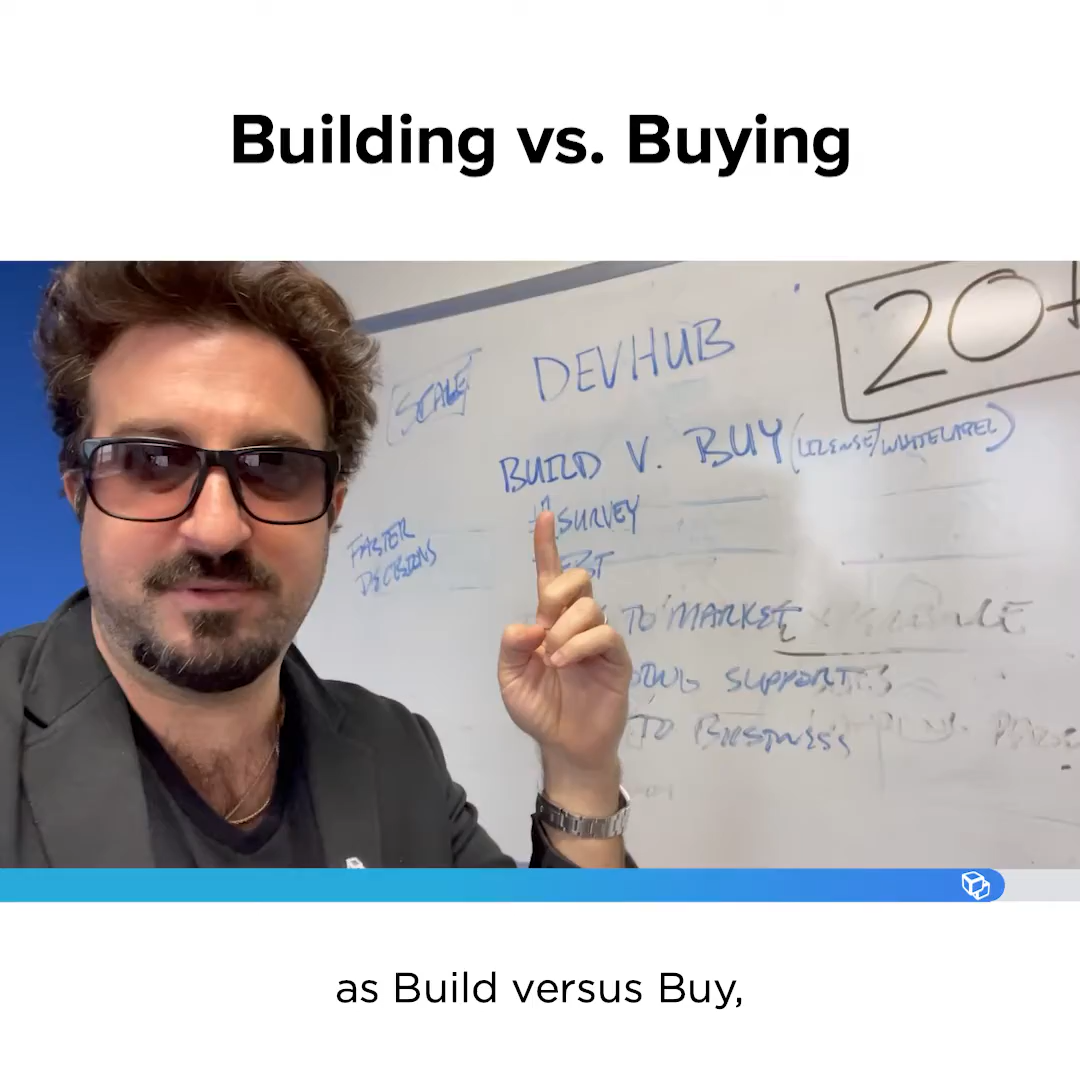 Building vs. Buying
20+
SCALE
DEVHUB
BUILD V. BUY (LICENSE/WHITELABEL)
SURVEY
FASTER
DECISIONS
TO MARKET
SUPPORT
TO BUSINESS
as Build versus Buy,